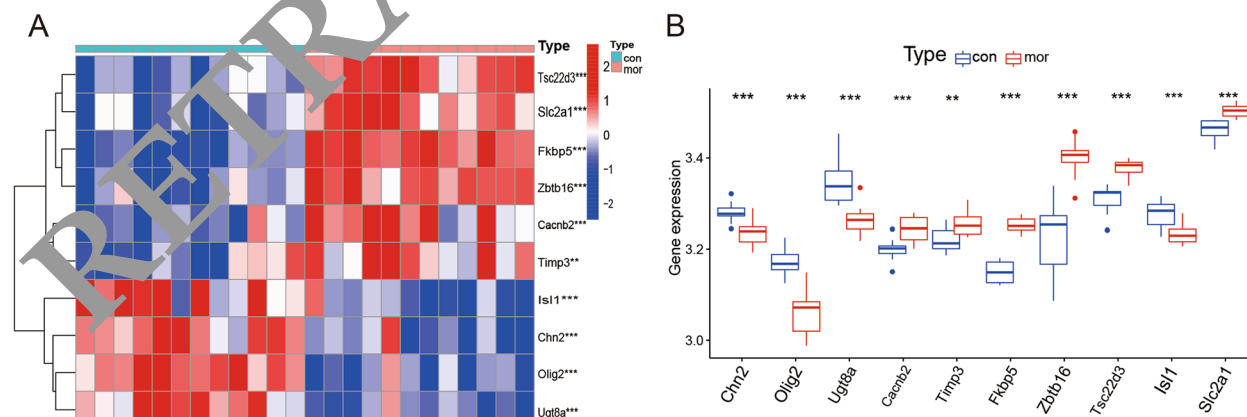 A
RETRA
Type
Type
con
mor
2
1
0
−1
−2
Tsc22d3***
Slc2a1***
Fkbp5***
Zbtb16***
Cacnb2***
Timp3**
Isl1***
Chn2***
Olig2***
Ugt8a***
B
Type con mor
*** *** *** *** ** *** *** *** *** ***
Gene expression
3.4
3.2
3.0
Chn2
Olig2
Ugt8a
Cacnb2
Timp3
Fkbp5
Zbtb16
Tsc22d3
Isl1
Slc2a1